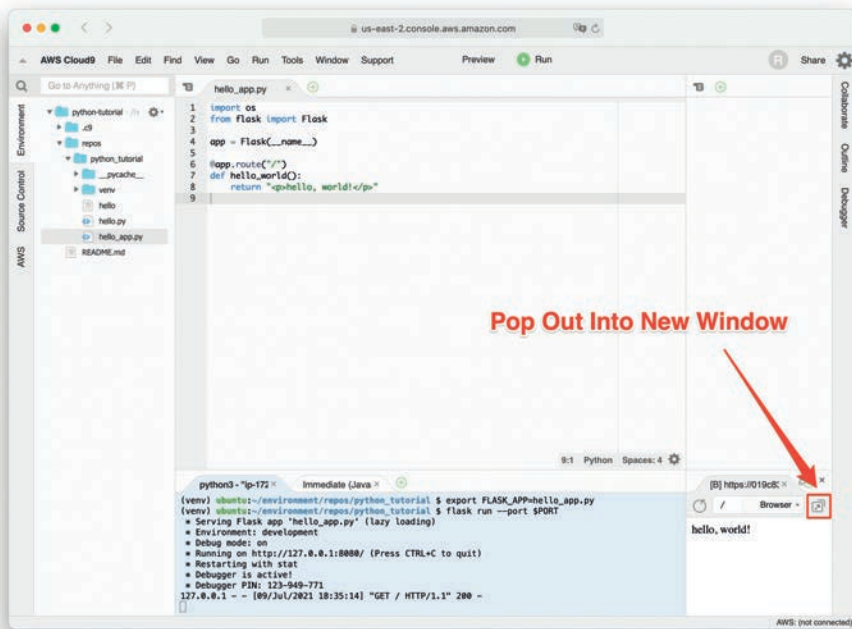 us-east-2.console.aws.amazon.com
AWS Cloud9 File Edit Find View Go Run Tools Window Support Preview Run R Share
Go to Anything (⌘ P)
Environment
Source Control
AWS
python-tutorial
.c9
repos
python_tutorial
__pycache__
venv
hello
hello.py
hello_app.py
README.md
hello_app.py ×
1 import os
2 from flask import Flask
3
4 app = Flask(__name__)
5
6 @app.route("/")
7 def hello_world():
8 return "<p>hello, world!</p>"
9
Collaborate
Outline
Debugger
Pop Out Into New Window
9:1 Python Spaces: 4
python3 - "ip-172 × Immediate (Java ×
(venv) ubuntu:~/environment/repos/python_tutorial $ export FLASK_APP=hello_app.py
(venv) ubuntu:~/environment/repos/python_tutorial $ flask run --port $PORT
* Serving Flask app 'hello_app.py' (lazy loading)
* Environment: development
* Debug mode: on
* Running on http://127.0.0.1:8080/ (Press CTRL+C to quit)
* Restarting with stat
* Debugger is active!
* Debugger PIN: 123-949-771
127.0.0.1 - - [09/Jul/2021 18:35:14] "GET / HTTP/1.1" 200 -
[B] https://019c8 ×
/ Browser
hello, world!
AWS: (not connected)